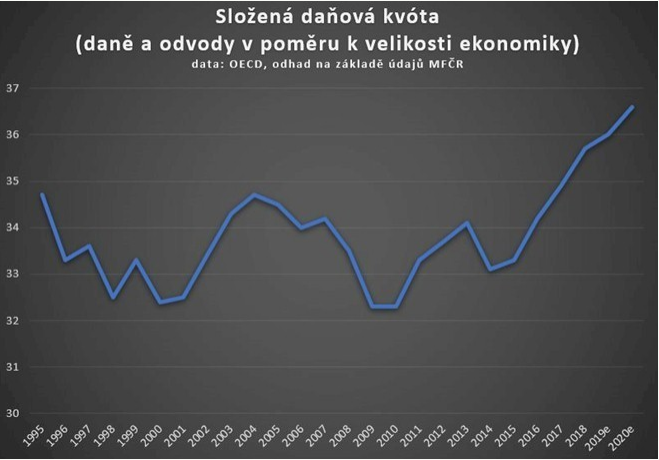 Složená daňová kvóta
(daně a odvody v poměru k velikosti ekonomiky)
data: OECD, odhad na základě údajů MFČR
37
36
35
34
33
32
31
30
1995 1996 1997 1998 1999 2000 2001 2002 2003 2004 2005 2006 2007 2008 2009 2010 2011 2012 2013 2014 2015 2016 2017 2018 2019e 2020e